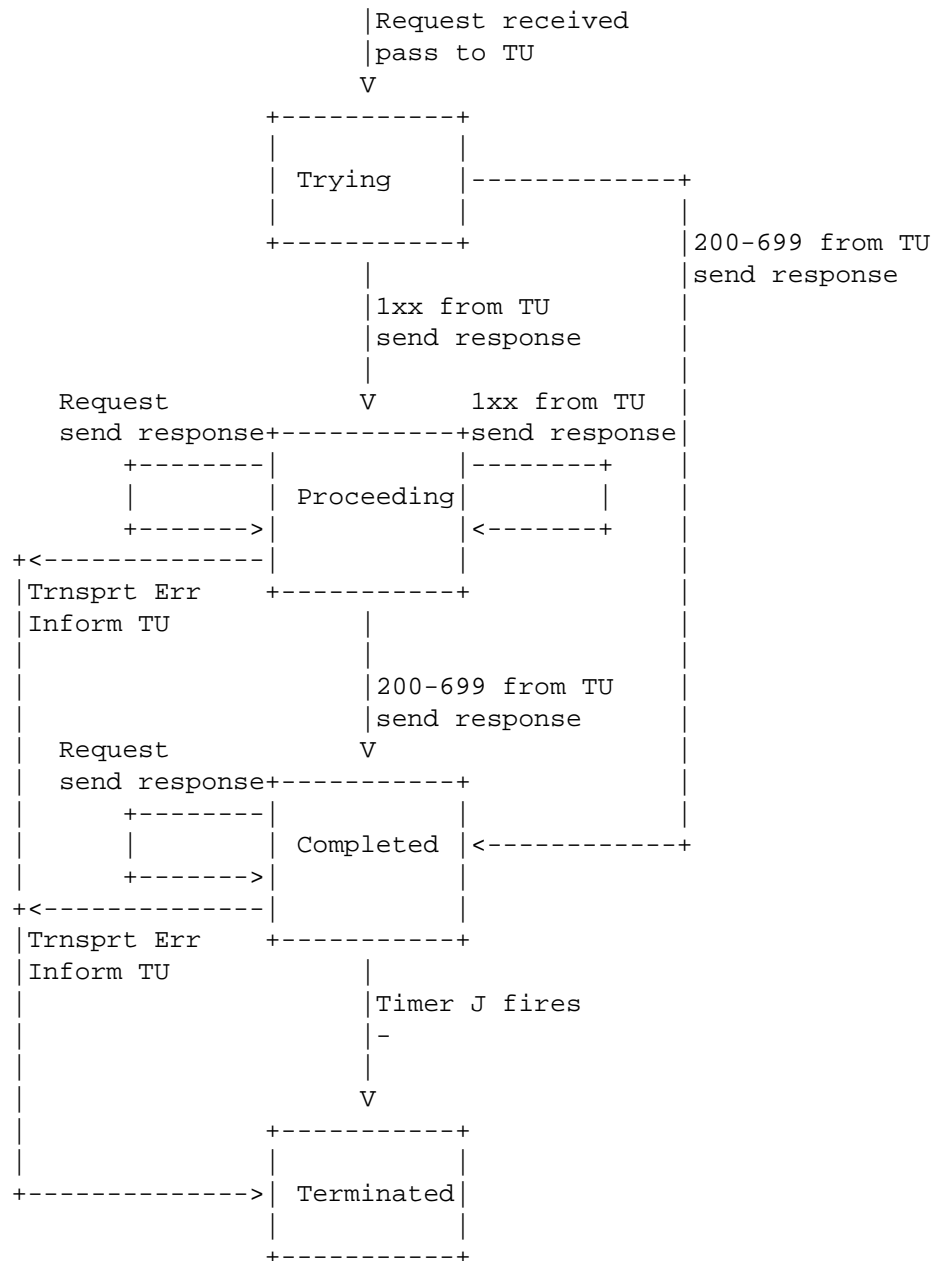 Request received
pass to TU
Trying
200-699 from TU
send response
1xx from TU
send response
Request
1xx from TU
send response
send response
Proceeding
Trnsprt Err
Inform TU
200-699 from TU
send response
Request
send response
Completed
Trnsprt Err
Inform TU
Timer J fires
-
Terminated